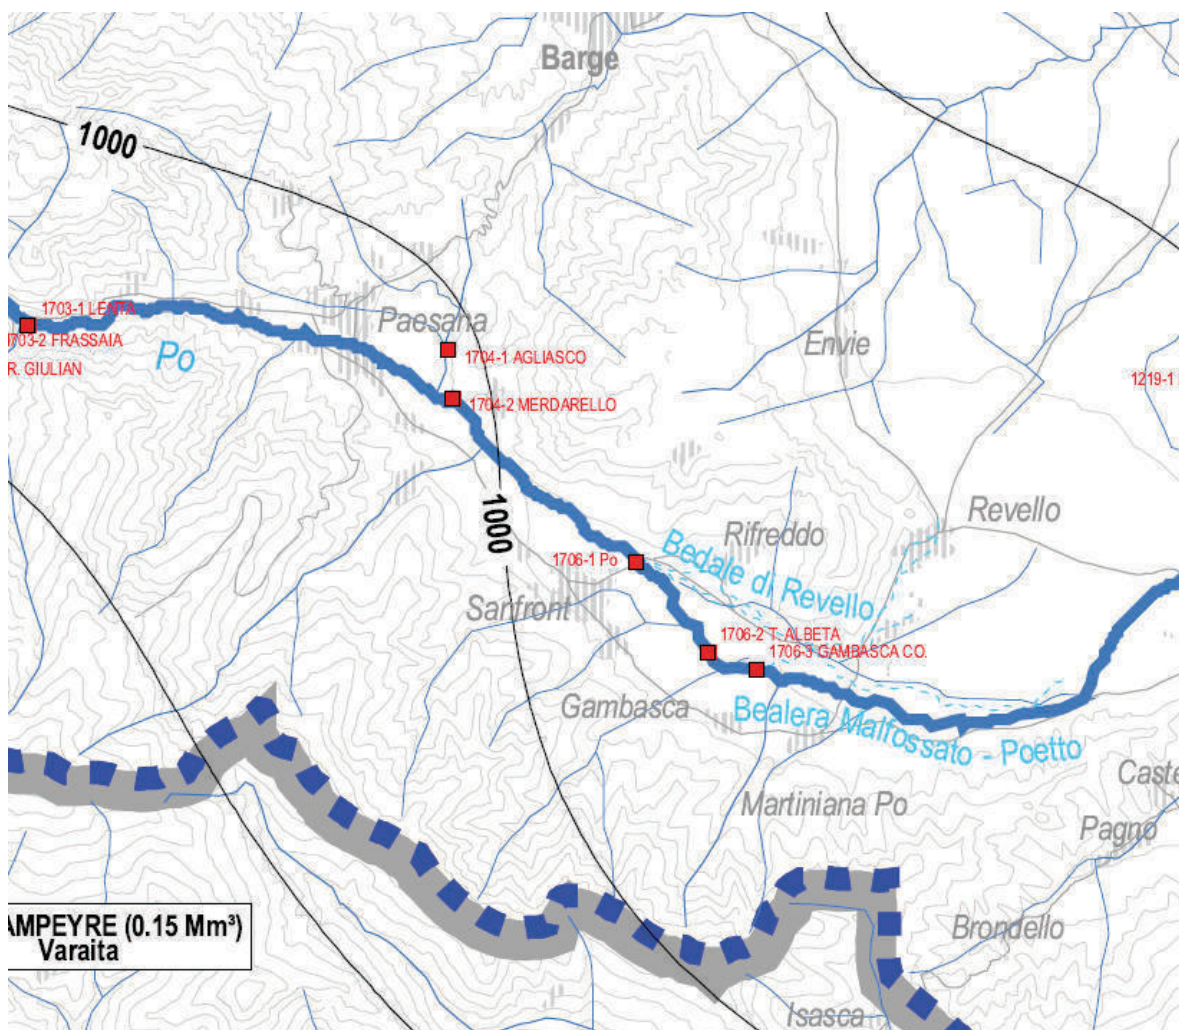 Barge
1000
Paesana
1703-1 LENTA
1703-2 FRASSAIA
R. GIULIAN
Po
1704-1 AGLIASCO
Envie
1219-1
1704-2 MERDARELLO
1000
Revello
Rifreddo
Bedale di Revello
1706-1 Po
Sanfront
1706-2 T. ALBETA
1706-3 GAMBASCA CO.
Gambasca
Bealera Malfossato - Poetto
Caste
Martiniana Po
Pagno
AMPEYRE (0.15 Mm³)
Varaita
Brondello
Isasca